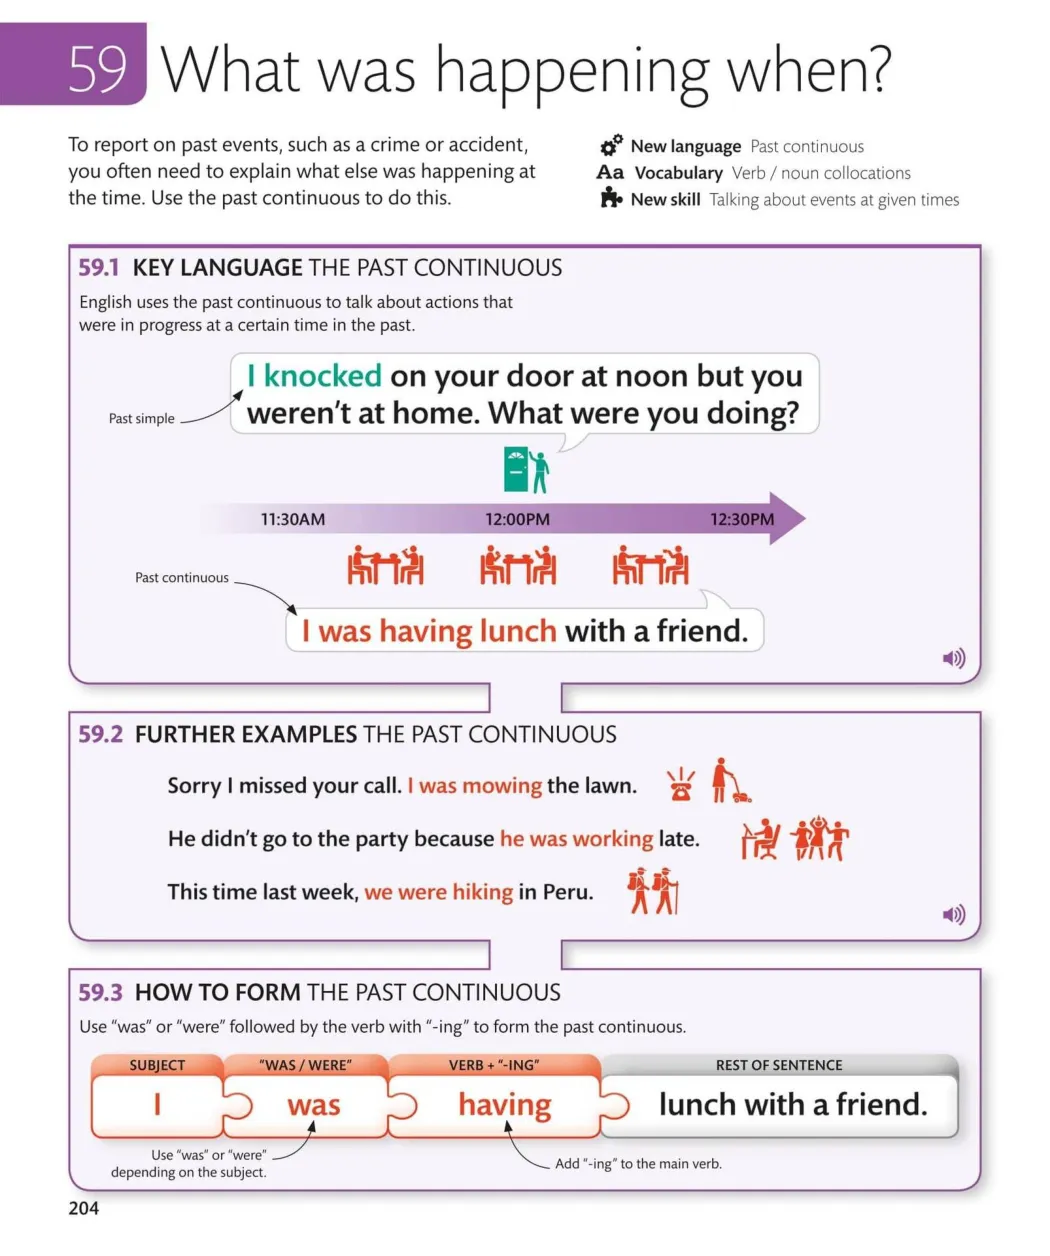 59 What was happening when?
To report on past events, such as a crime or accident,
you often need to explain what else was happening at
the time. Use the past continuous to do this.
New language Past continuous
Aa Vocabulary Verb / noun collocations
New skill Talking about events at given times
59.1 KEY LANGUAGE THE PAST CONTINUOUS
English uses the past continuous to talk about actions that
were in progress at a certain time in the past.
I knocked on your door at noon but you
weren't at home. What were you doing?
Past simple
11:30AM 12:00PM 12:30PM
Past continuous
I was having lunch with a friend.
59.2 FURTHER EXAMPLES THE PAST CONTINUOUS
Sorry I missed your call. I was mowing the lawn.
He didn't go to the party because he was working late.
This time last week, we were hiking in Peru.
59.3 HOW TO FORM THE PAST CONTINUOUS
Use “was” or “were” followed by the verb with “-ing” to form the past continuous.
SUBJECT “WAS / WERE” VERB + “-ING” REST OF SENTENCE
I was having lunch with a friend.
Use “was” or “were”
depending on the subject.
Add “-ing” to the main verb.
204